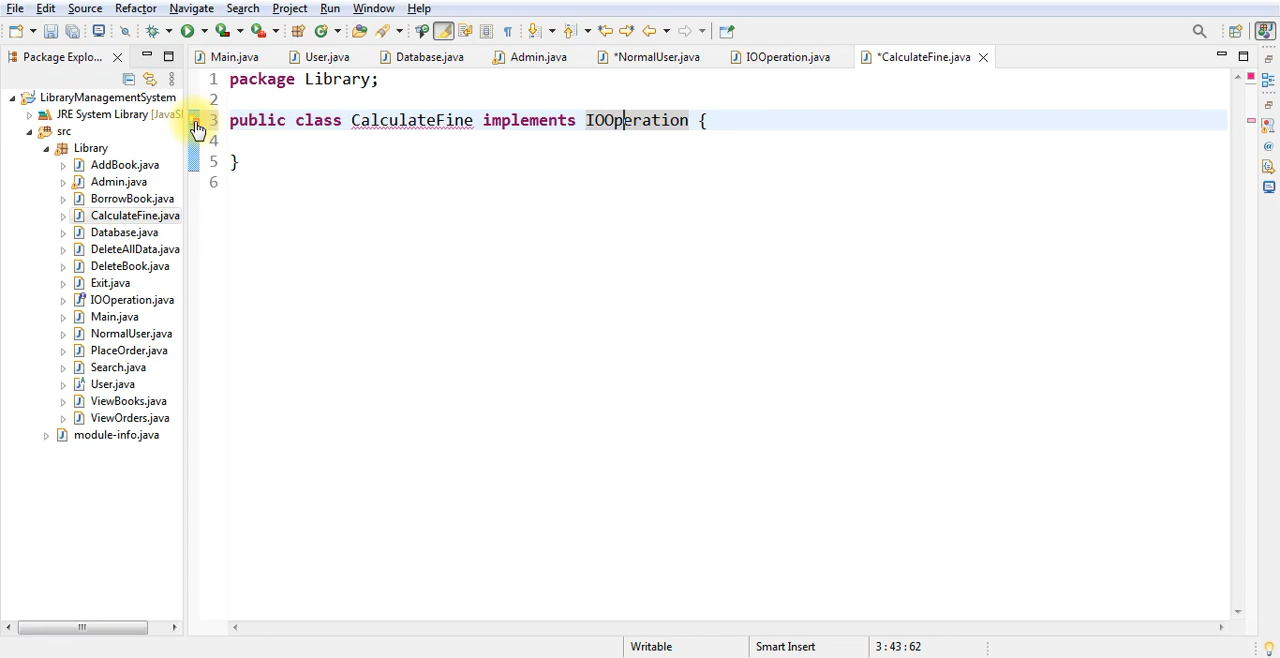 File Edit Source Refactor Navigate Search Project Run Window Help
Package Explo...
Main.java User.java Database.java Admin.java *NormalUser.java IOOperation.java *CalculateFine.java
LibraryManagementSystem
JRE System Library [JavaSE
src
Library
AddBook.java
Admin.java
BorrowBook.java
CalculateFine.java
Database.java
DeleteAllData.java
DeleteBook.java
Exit.java
IOOperation.java
Main.java
NormalUser.java
PlaceOrder.java
Search.java
User.java
ViewBooks.java
ViewOrders.java
module-info.java
1 package Library;
2
3 public class CalculateFine implements IOOperation {
4
5 }
6
Writable Smart Insert 3 : 43 : 62